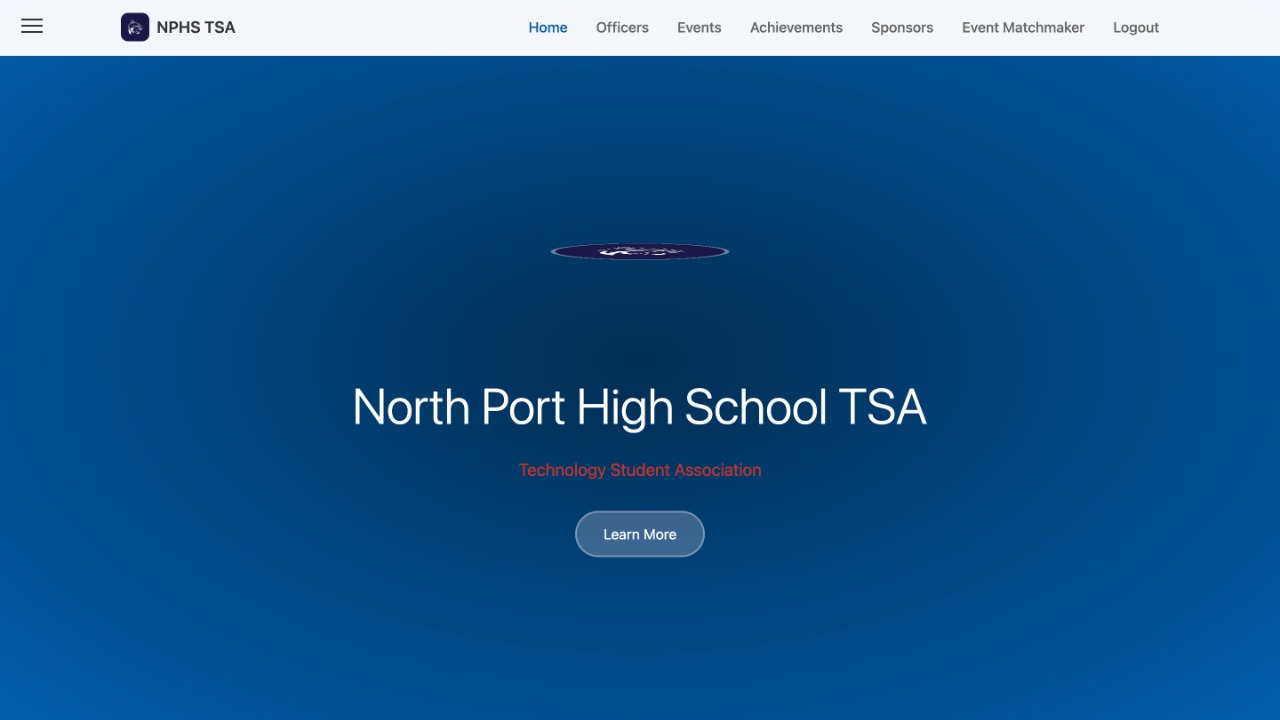 NPHS TSA
Home Officers Events Achievements Sponsors Event Matchmaker Logout
North Port High School TSA
Technology Student Association
Learn More